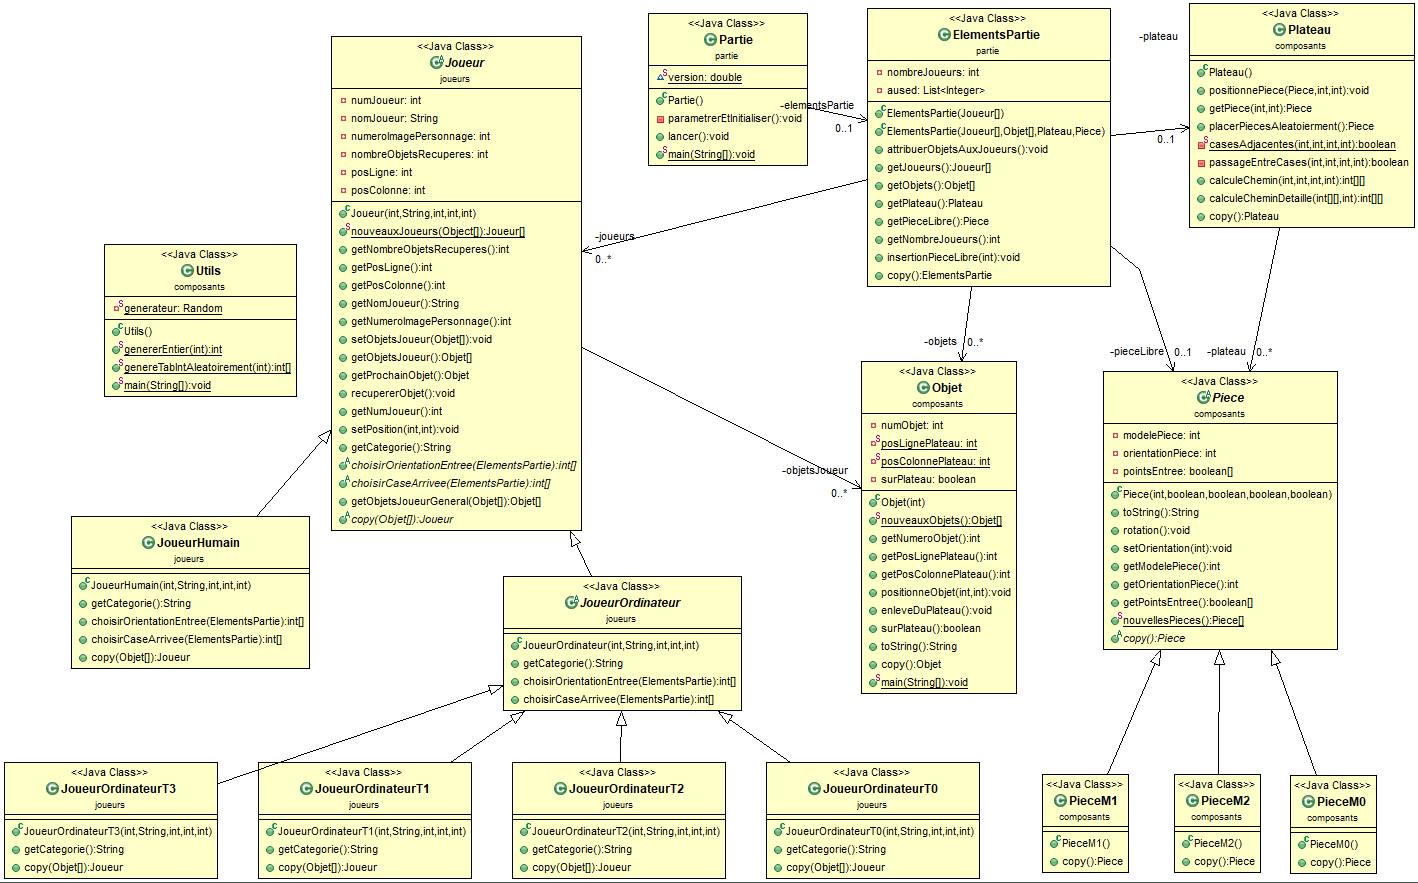 <<Java Class>>
Joueur
joueurs
numJoueur: int
nomJoueur: String
numeroImagePersonnage: int
nombreObjetsRecuperes: int
posLigne: int
posColonne: int
Joueur(int,String,int,int,int)
nouveauxJoueurs(Object[]):Joueur[]
getNombreObjetsRecuperes():int
getPosLigne():int
getPosColonne():int
getNomJoueur():String
getNumeroImagePersonnage():int
setObjetsJoueur(Objet[]):void
getObjetsJoueur():Objet[]
getProchainObjet():Objet
recupererObjet():void
getNumJoueur():int
setPosition(int,int):void
getCategorie():String
choisirOrientationEntree(ElementsPartie):int[]
choisirCaseArrivee(ElementsPartie):int[]
getObjetsJoueurGeneral(Objet[]):Objet[]
copy(Objet[]):Joueur
<<Java Class>>
Partie
partie
version: double
Partie()
parametrerEtInitialiser():void
lancer():void
main(String[]):void
-elementsPartie
0..1
<<Java Class>>
ElementsPartie
partie
nombreJoueurs: int
aused: List<Integer>
ElementsPartie(Joueur[])
ElementsPartie(Joueur[],Objet[],Plateau,Piece)
attribuerObjetsAuxJoueurs():void
getJoueurs():Joueur[]
getObjets():Objet[]
getPlateau():Plateau
getPieceLibre():Piece
getNombreJoueurs():int
insertionPieceLibre(int):void
copy():ElementsPartie
-plateau
0..1
<<Java Class>>
Plateau
composants
Plateau()
positionnePiece(Piece,int,int):void
getPiece(int,int):Piece
placerPiecesAleatoierment():Piece
casesAdjacentes(int,int,int,int):boolean
passageEntreCases(int,int,int,int):boolean
calculeChemin(int,int,int,int):int[][]
calculeCheminDetaille(int[][],int):int[][]
copy():Plateau
-joueurs
0..*
<<Java Class>>
Utils
composants
generateur: Random
Utils()
genererEntier(int):int
genereTabIntAleatoirement(int):int[]
main(String[]):void
-objets
0..*
-pieceLibre
0..1
-plateau
0..*
<<Java Class>>
Objet
composants
numObjet: int
posLignePlateau: int
posColonnePlateau: int
surPlateau: boolean
Objet(int)
nouveauxObjets():Objet[]
getNumeroObjet():int
getPosLignePlateau():int
getPosColonnePlateau():int
positionneObjet(int,int):void
enleveDuPlateau():void
surPlateau():boolean
toString():String
copy():Objet
main(String[]):void
-objetsJoueur
0..*
<<Java Class>>
Piece
composants
modelePiece: int
orientationPiece: int
pointsEntree: boolean[]
Piece(int,boolean,boolean,boolean,boolean)
toString():String
rotation():void
setOrientation(int):void
getModelePiece():int
getOrientationPiece():int
getPointsEntree():boolean[]
nouvellesPieces():Piece[]
copy():Piece
<<Java Class>>
JoueurHumain
joueurs
JoueurHumain(int,String,int,int,int)
getCategorie():String
choisirOrientationEntree(ElementsPartie):int[]
choisirCaseArrivee(ElementsPartie):int[]
copy(Objet[]):Joueur
<<Java Class>>
JoueurOrdinateur
joueurs
JoueurOrdinateur(int,String,int,int,int)
getCategorie():String
choisirOrientationEntree(ElementsPartie):int[]
choisirCaseArrivee(ElementsPartie):int[]
<<Java Class>>
JoueurOrdinateurT3
joueurs
JoueurOrdinateurT3(int,String,int,int,int)
getCategorie():String
copy(Objet[]):Joueur
<<Java Class>>
JoueurOrdinateurT1
joueurs
JoueurOrdinateurT1(int,String,int,int,int)
getCategorie():String
copy(Objet[]):Joueur
<<Java Class>>
JoueurOrdinateurT2
joueurs
JoueurOrdinateurT2(int,String,int,int,int)
getCategorie():String
copy(Objet[]):Joueur
<<Java Class>>
JoueurOrdinateurT0
joueurs
JoueurOrdinateurT0(int,String,int,int,int)
getCategorie():String
copy(Objet[]):Joueur
<<Java Class>>
PieceM1
composants
PieceM1()
copy():Piece
<<Java Class>>
PieceM2
composants
PieceM2()
copy():Piece
<<Java Class>>
PieceM0
composants
PieceM0()
copy():Piece